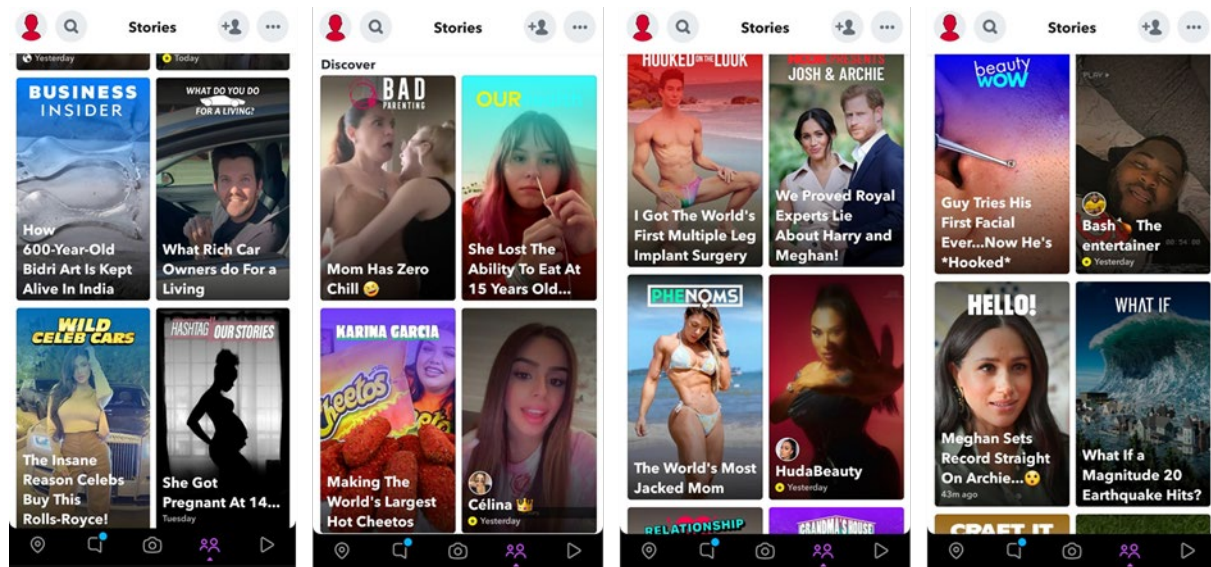 Stories
Yesterday
Today
BUSINESS
INSIDER
How
600-Year-Old
Bidri Art Is Kept
Alive In India
WHAT DO YOU DO
FOR A LIVING?
What Rich Car
Owners do For a
Living
WILD
CELEB CARS
The Insane
Reason Celebs
Buy This
Rolls-Royce!
HASHTAG OUR STORIES
She Got
Pregnant At 14...
Tuesday
Stories
Discover
BAD
PARENTING
Mom Has Zero
Chill 🤪
OUR
She Lost The
Ability To Eat At
15 Years Old...
KARINA GARCIA
Cheetos
Making The
World's Largest
Hot Cheetos
Célina 👑
Yesterday
Stories
HOOKED ON THE LOOK
I Got The World's
First Multiple Leg
Implant Surgery
PRESENTS
JOSH & ARCHIE
We Proved Royal
Experts Lie
About Harry and
Meghan!
PHENOMS
The World's Most
Jacked Mom
HudaBeauty
Yesterday
RELATIONSHIP
GRANDMA'S HOUSE
Stories
beauty
WOW
Guy Tries His
First Facial
Ever...Now He's
*Hooked*
PLAY
Bash The
entertainer
Yesterday
HELLO!
Meghan Sets
Record Straight
On Archie...😯
43m ago
WHAT IF
What If a
Magnitude 20
Earthquake Hits?
CRAFT IT